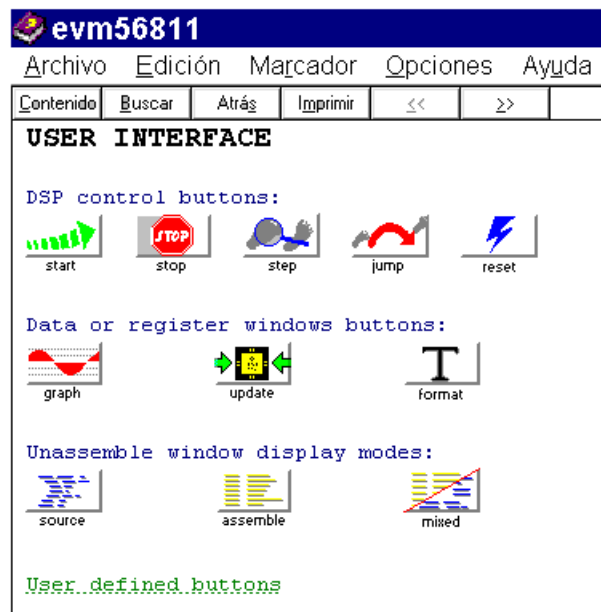 evm56811
Archivo Edición Marcador Opciones Ayuda
Contenido Buscar Atrás Imprimir << >>
USER INTERFACE
DSP control buttons:
STOP
start stop step jump reset
Data or register windows buttons:
T
graph update format
Unassemble window display modes:
source assemble mixed
User defined buttons